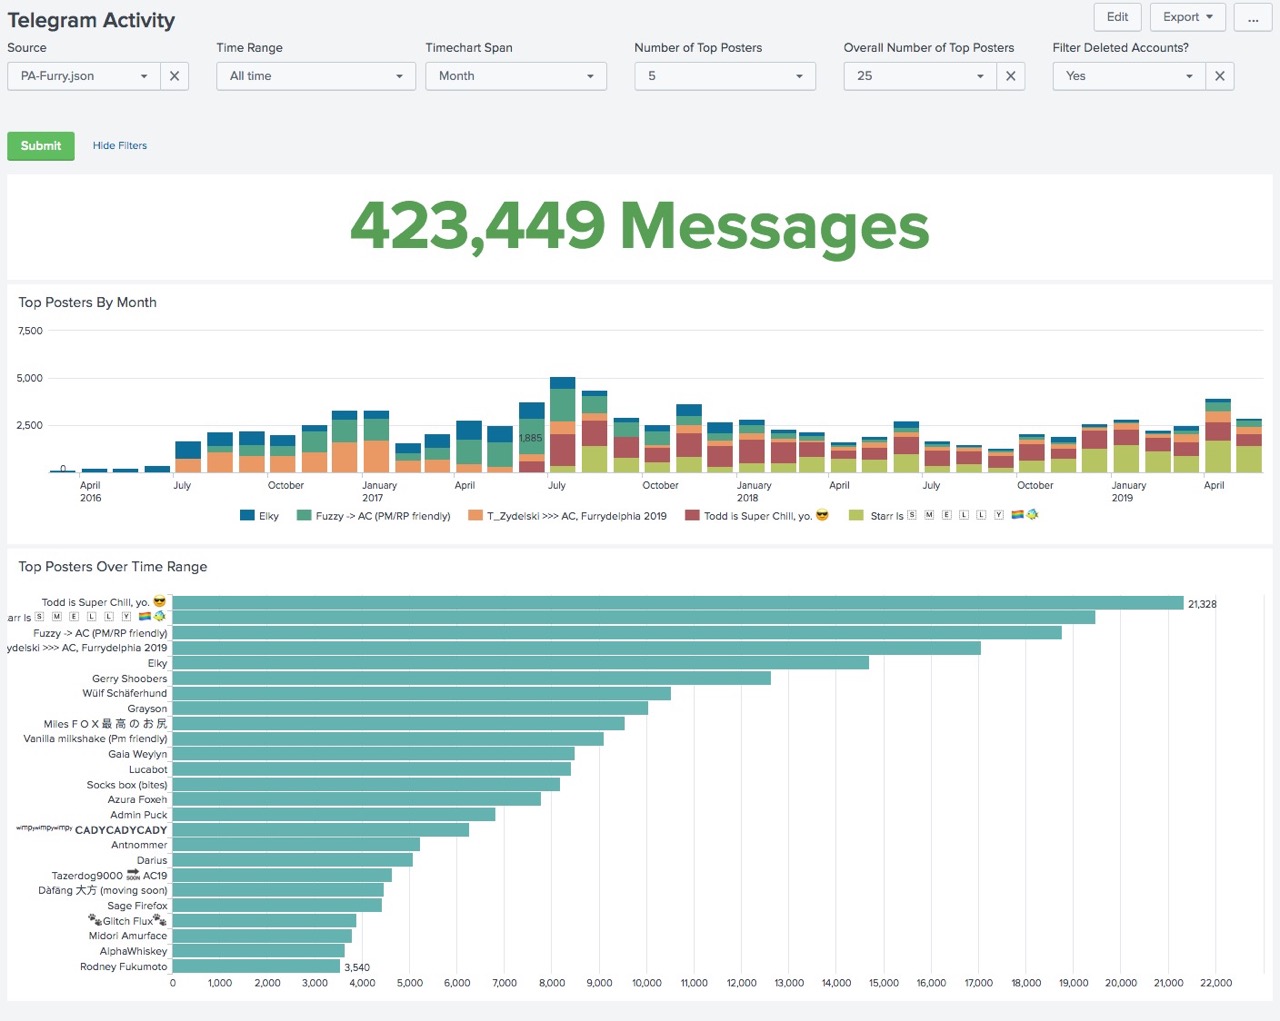 Telegram Activity
Edit
Export
...
Source
Time Range
Timechart Span
Number of Top Posters
Overall Number of Top Posters
Filter Deleted Accounts?
PA-Furry.json
All time
Month
5
25
Yes
Submit
Hide Filters
423,449 Messages
Top Posters By Month
7,500
5,000
2,500
0
1,885
April
2016
July
October
January
2017
April
July
October
January
2018
April
July
October
January
2019
April
Elky
Fuzzy -> AC (PM/RP friendly)
T_Zydelski >>> AC, Furrydelphia 2019
Todd is Super Chill, yo. 😎
Starr Is 🅂 🄼 🄴 🄻 🄻 🅈 🏳️‍🌈🐠
Top Posters Over Time Range
Todd is Super Chill, yo. 😎
21,328
arr Is 🅂 🄼 🄴 🄻 🄻 🅈 🏳️‍🌈🐠
Fuzzy -> AC (PM/RP friendly)
ydelski >>> AC, Furrydelphia 2019
Elky
Gerry Shoobers
Wülf Schäferhund
Grayson
Miles F O X 最 高 の お 尻
Vanilla milkshake (Pm friendly)
Gaia Weylyn
Lucabot
Socks box (bites)
Azura Foxeh
Admin Puck
ʷⁱᵐᵖʸʷⁱᵐᵖʸʷⁱᵐᵖʸ CADYCADYCADY
Antnommer
Darius
Tazerdog9000 🔜 AC19
Dàfāng 大方 (moving soon)
Sage Firefox
🐾Glitch Flux🐾
Midori Amurface
AlphaWhiskey
Rodney Fukumoto
3,540
0
1,000
2,000
3,000
4,000
5,000
6,000
7,000
8,000
9,000
10,000
11,000
12,000
13,000
14,000
15,000
16,000
17,000
18,000
19,000
20,000
21,000
22,000